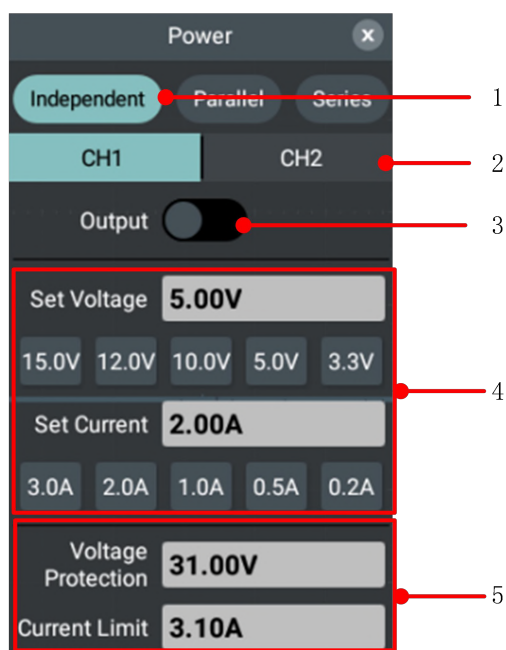 Power x
Independent Parallel Series 1
CH1 CH2 2
Output 3
Set Voltage 5.00V
15.0V 12.0V 10.0V 5.0V 3.3V
4
Set Current 2.00A
3.0A 2.0A 1.0A 0.5A 0.2A
Voltage
Protection 31.00V
5
Current Limit 3.10A